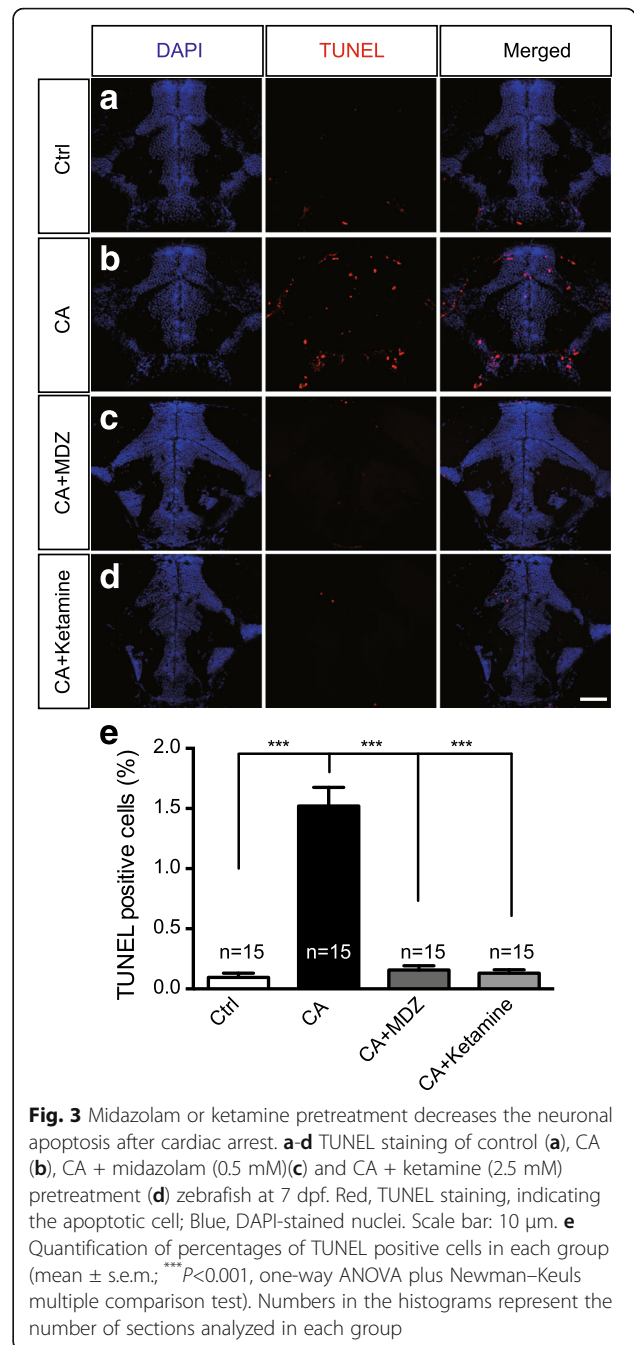 DAPI TUNEL Merged
a
Ctrl
b
CA
c
CA+MDZ
d
CA+Ketamine
e
*** *** ***
TUNEL positive cells (%)
2.0
1.5
1.0
0.5
0.0
n=15 n=15 n=15 n=15
Ctrl CA CA+MDZ CA+Ketamine
Fig. 3 Midazolam or ketamine pretreatment decreases the neuronal
apoptosis after cardiac arrest. a-d TUNEL staining of control (a), CA
(b), CA + midazolam (0.5 mM)(c) and CA + ketamine (2.5 mM)
pretreatment (d) zebrafish at 7 dpf. Red, TUNEL staining, indicating
the apoptotic cell; Blue, DAPI-stained nuclei. Scale bar: 10 μm. e
Quantification of percentages of TUNEL positive cells in each group
(mean ± s.e.m.; ***P<0.001, one-way ANOVA plus Newman–Keuls
multiple comparison test). Numbers in the histograms represent the
number of sections analyzed in each group